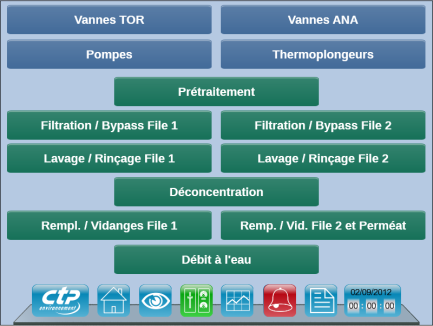 Vannes TOR
Vannes ANA
Pompes
Thermoplongeurs
Prétraitement
Filtration / Bypass File 1
Filtration / Bypass File 2
Lavage / Rinçage File 1
Lavage / Rinçage File 2
Déconcentration
Rempl. / Vidanges File 1
Remp. / Vid. File 2 et Perméat
Débit à l'eau
ctp
environnement
02/09/2012
00 : 00 : 00